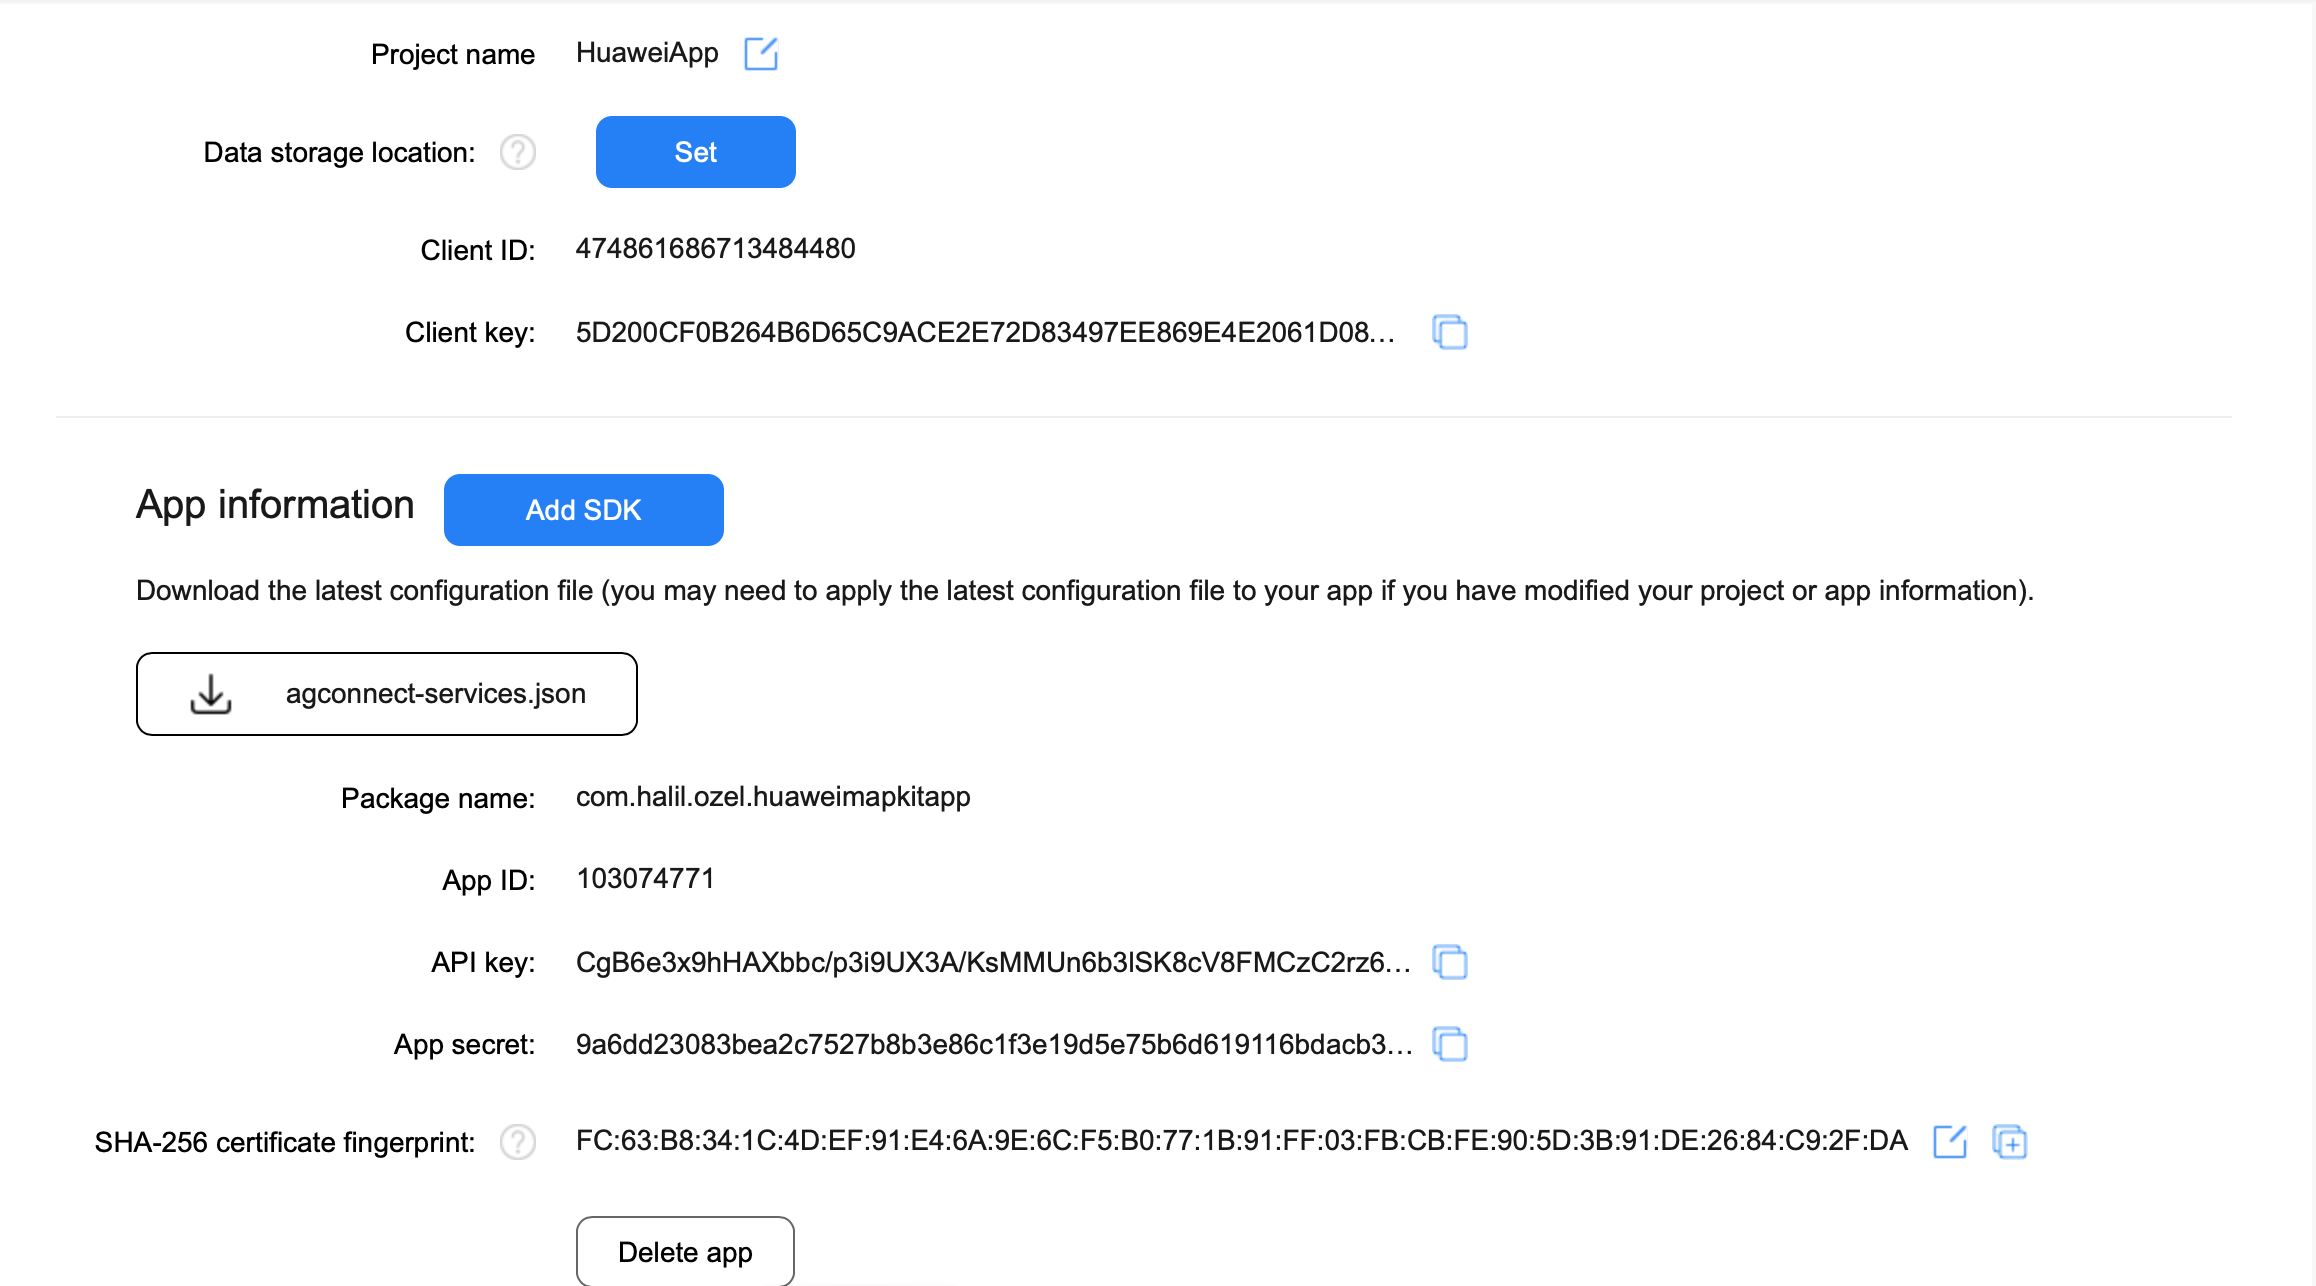 Project name HuaweiApp
Data storage location: ? Set
Client ID: 474861686713484480
Client key: 5D200CF0B264B6D65C9ACE2E72D83497EE869E4E2061D08...
App information Add SDK
Download the latest configuration file (you may need to apply the latest configuration file to your app if you have modified your project or app information).
agconnect-services.json
Package name: com.halil.ozel.huaweimapkitapp
App ID: 103074771
API key: CgB6e3x9hHAXbbc/p3i9UX3A/KsMMUn6b3lSK8cV8FMCzC2rz6...
App secret: 9a6dd23083bea2c7527b8b3e86c1f3e19d5e75b6d619116bdacb3...
SHA-256 certificate fingerprint: ? FC:63:B8:34:1C:4D:EF:91:E4:6A:9E:6C:F5:B0:77:1B:91:FF:03:FB:CB:FE:90:5D:3B:91:DE:26:84:C9:2F:DA
Delete app